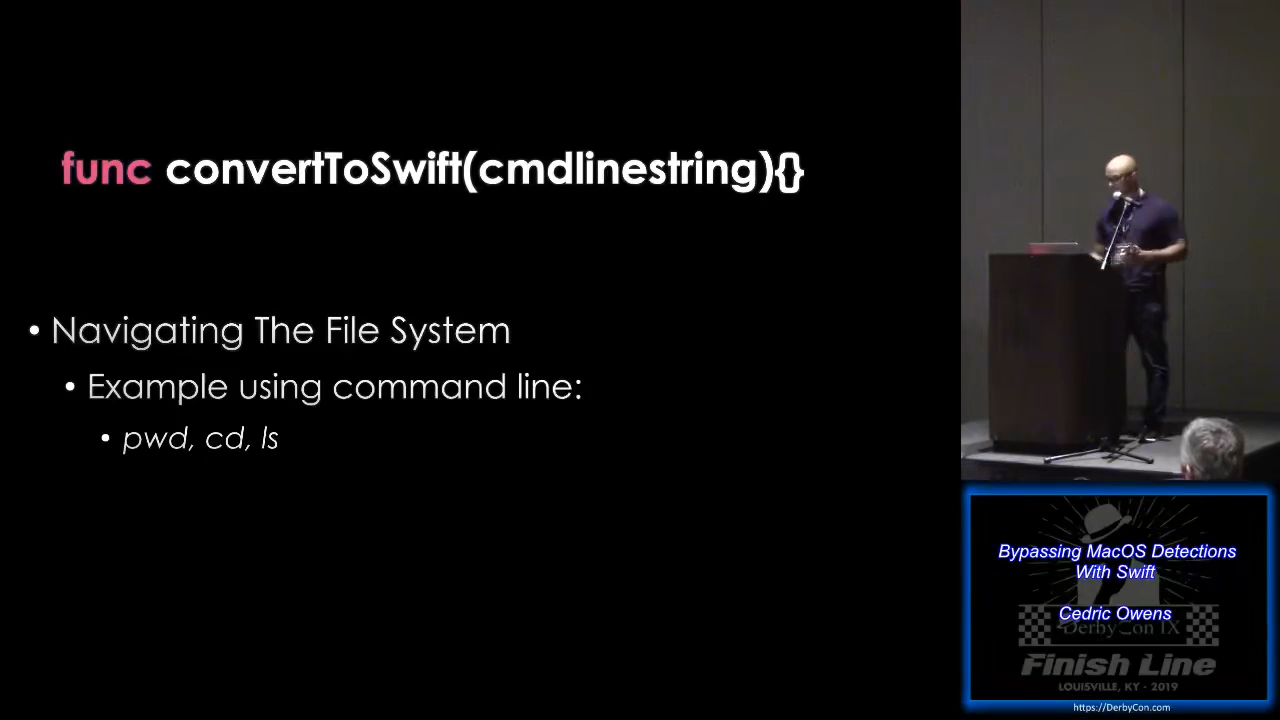 func convertToSwift(cmdlinestring){}
• Navigating The File System
• Example using command line:
• pwd, cd, ls
Bypassing MacOS Detections
With Swift
Cedric Owens
DerbyCon IX
Finish Line
LOUISVILLE, KY - 2019
https://DerbyCon.com